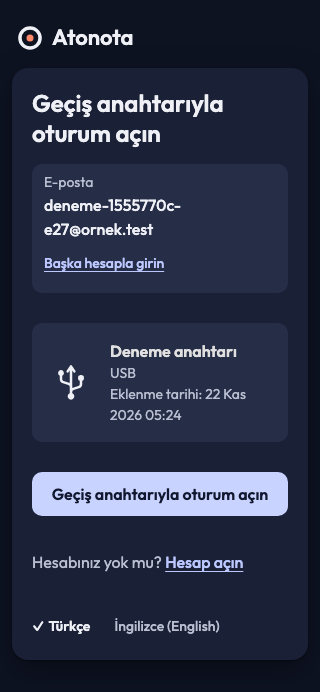 Atonota
Geçiş anahtarıyla
oturum açın
E-posta
deneme-1555770c-
e27@ornek.test
Başka hesapla girin
Deneme anahtarı
USB
Eklenme tarihi: 22 Kas
2026 05:24
Geçiş anahtarıyla oturum açın
Hesabınız yok mu? Hesap açın
Türkçe
İngilizce (English)